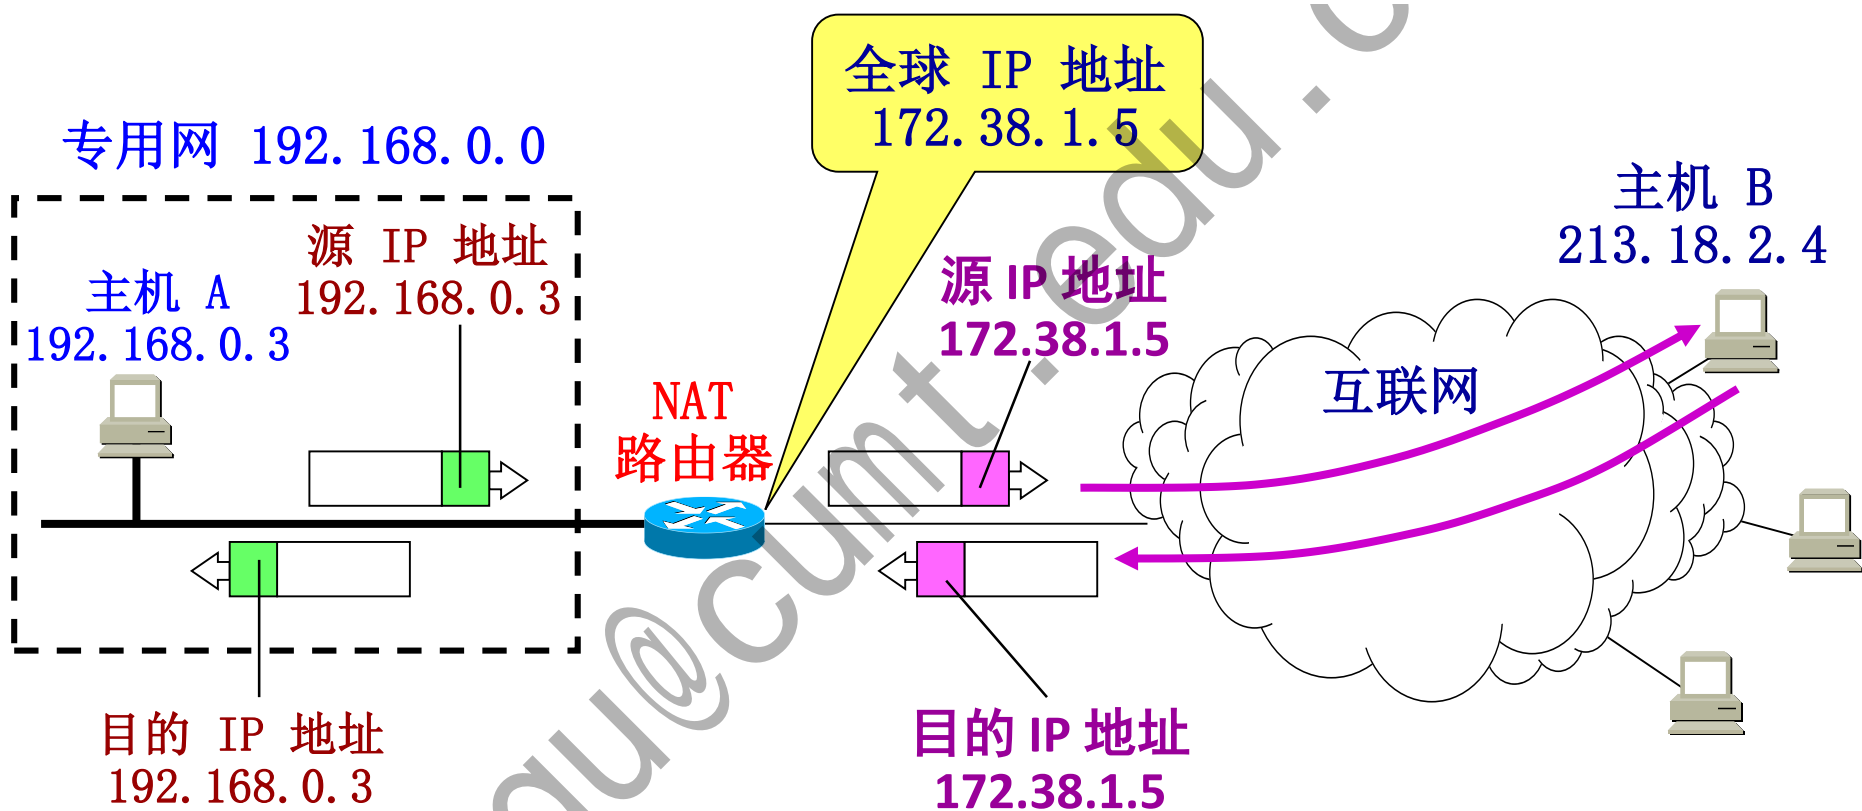 全球 IP 地址
172.38.1.5
专用网 192.168.0.0
主机 B
213.18.2.4
源 IP 地址
192.168.0.3
主机 A
192.168.0.3
源 IP 地址
172.38.1.5
互联网
NAT
路由器
目的 IP 地址
192.168.0.3
目的 IP 地址
172.38.1.5
qu@cumt.edu.c